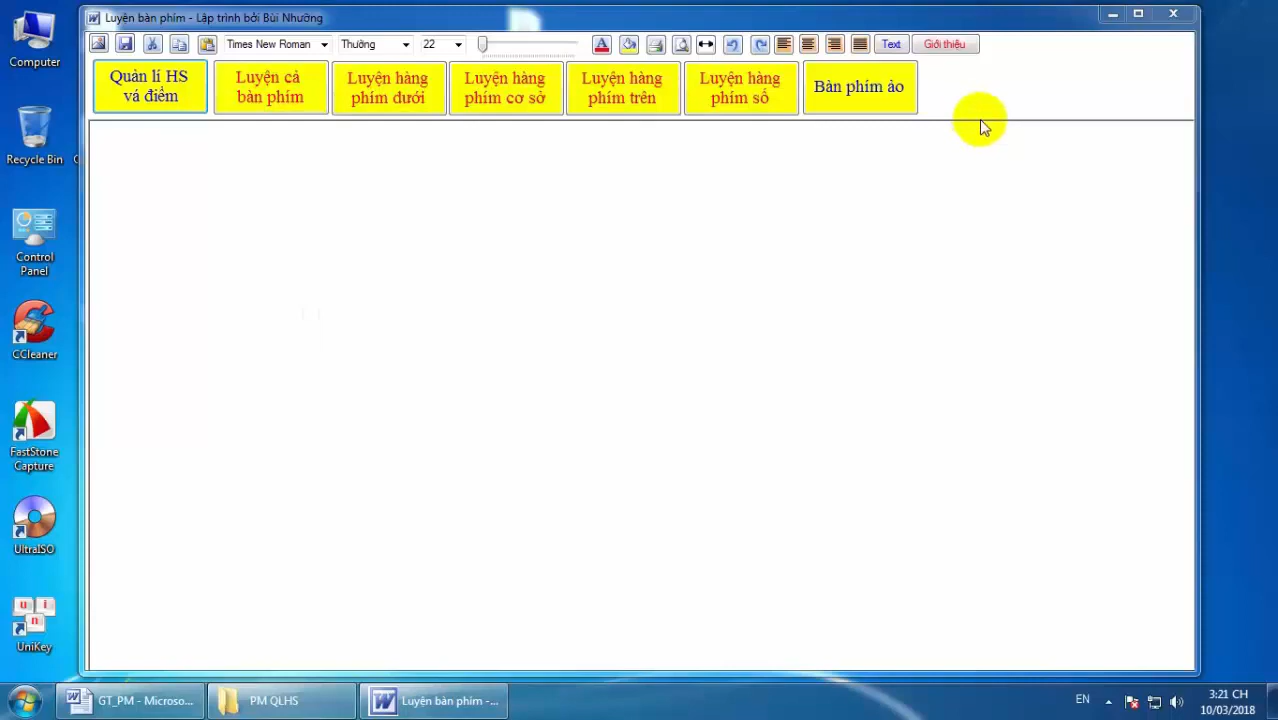 Luyện bàn phím - Lập trình bởi Bùi Nhưỡng
Times New Roman
Thường
22
Text
Giới thiệu
Quản lí HS
và điểm
Luyện cả
bàn phím
Luyện hàng
phím dưới
Luyện hàng
phím cơ sở
Luyện hàng
phím trên
Luyện hàng
phím số
Bàn phím ảo
Computer
Recycle Bin
Control
Panel
CCleaner
FastStone
Capture
UltraISO
UniKey
GT_PM - Microso...
PM QLHS
Luyện bàn phím -...
EN
3:21 CH
10/03/2018